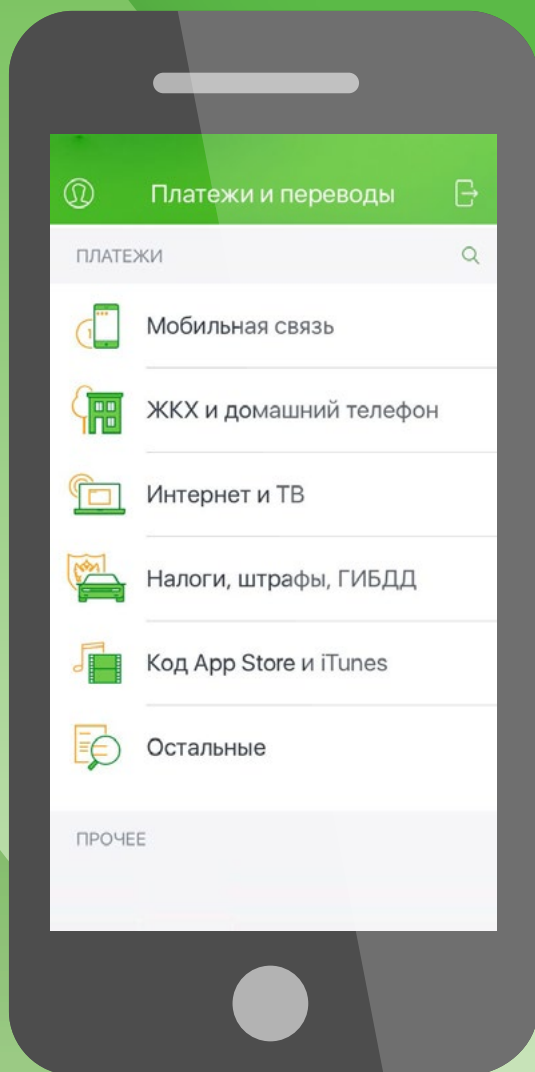 Платежи и переводы
ПЛАТЕЖИ
Мобильная связь
ЖКХ и домашний телефон
Интернет и ТВ
Налоги, штрафы, ГИБДД
Код App Store и iTunes
Остальные
ПРОЧЕЕ